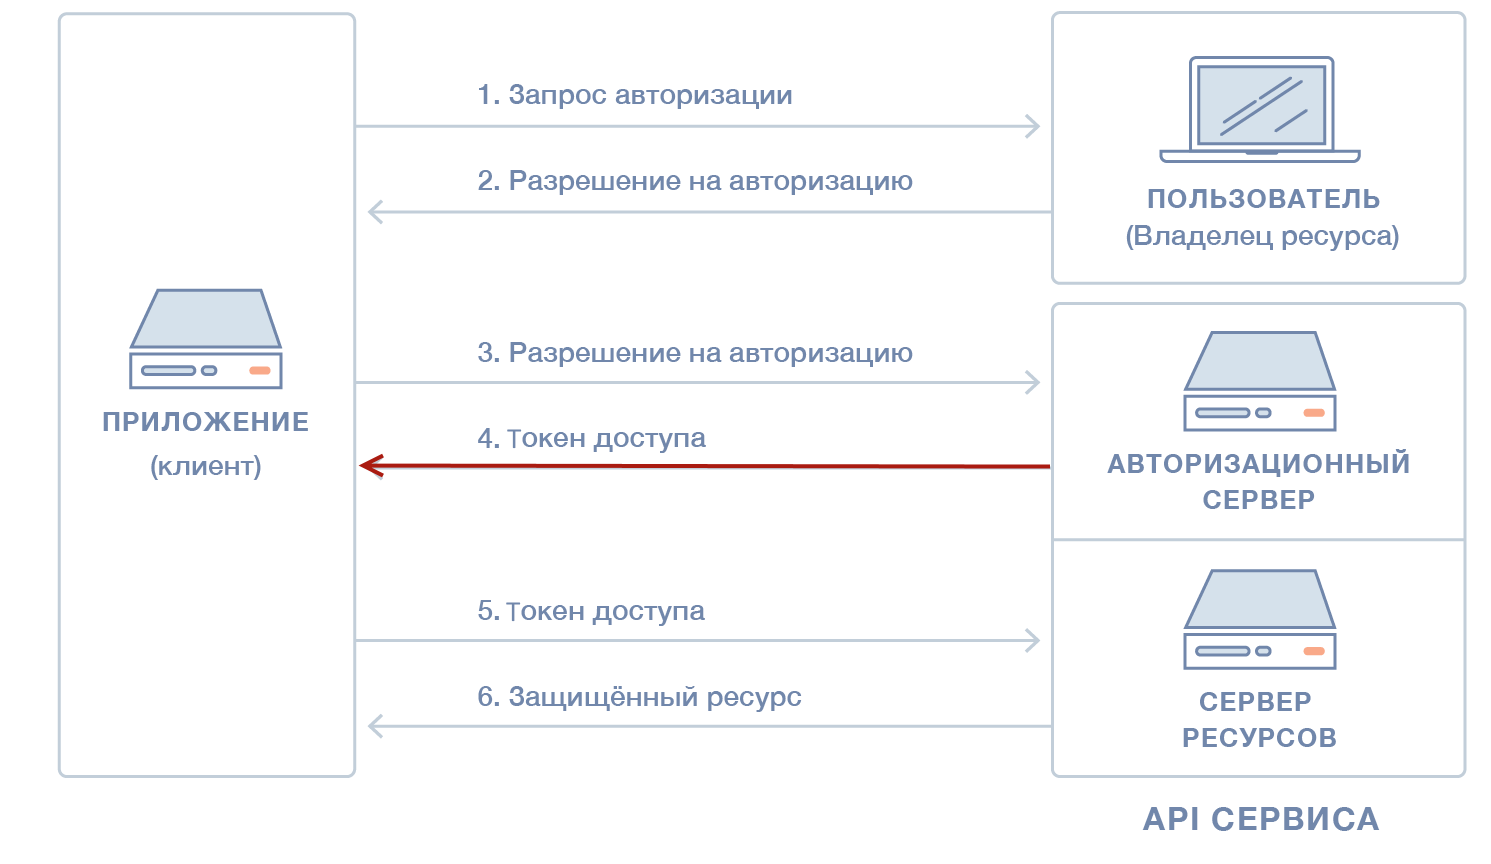 1. Запрос авторизации
2. Разрешение на авторизацию
ПОЛЬЗОВАТЕЛЬ
(Владелец ресурса)
3. Разрешение на авторизацию
ПРИЛОЖЕНИЕ
(клиент)
4. Токен доступа
АВТОРИЗАЦИОННЫЙ
СЕРВЕР
5. Токен доступа
6. Защищённый ресурс
СЕРВЕР
РЕСУРСОВ
API СЕРВИСА